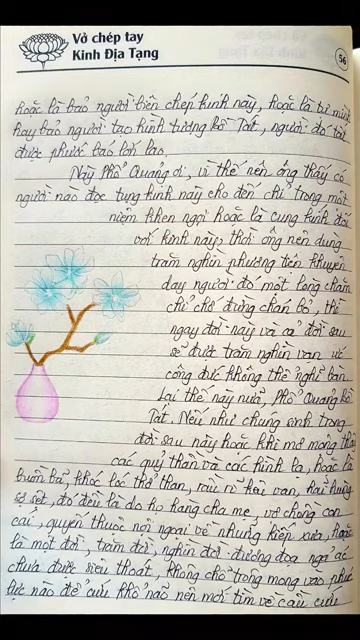 Vở chép tay
Kinh Địa Tạng
56
hoặc là bảo người biên chép kinh này, hoặc là tự mình
hay bảo người tạo hình tượng Bồ Tát, người đó tất
được phước báo lớn lao.
Này Phổ Quang ơi, vì thế nên ông thấy có
người nào đọc tụng kinh này cho đến chỉ trong một
niệm khen ngợi hoặc là cung kính đối
với kinh này, thời ông nên dùng
trăm nghìn phương tiện khuyên
dạy người đó một lòng chăm
chỉ chớ đừng chán bỏ, thì
ngay đời này và cả đời sau
sẽ được trăm nghìn vạn ức
công đức không thể nghĩ bàn.
Lại thế này nữa, Phổ Quang Bồ
Tát. Nếu như chúng sinh trong
đời sau này hoặc khi mơ mộng thấy
các quỷ thần và các hình lạ, hoặc là
buồn bã, khóc lóc thở than, rầu rĩ kêu van, hãi hùng
sợ sệt, đó đều là do họ hàng cha mẹ, vợ chồng con
cái, quyến thuộc nội ngoại về những kiếp xưa, hoặc
là một đời, trăm đời, nghìn đời đương đọa ngả ác
chưa được siêu thoát, không chỗ trông mong vào phúc
lực nào để cứu khổ não nên mới tìm về cầu cứu